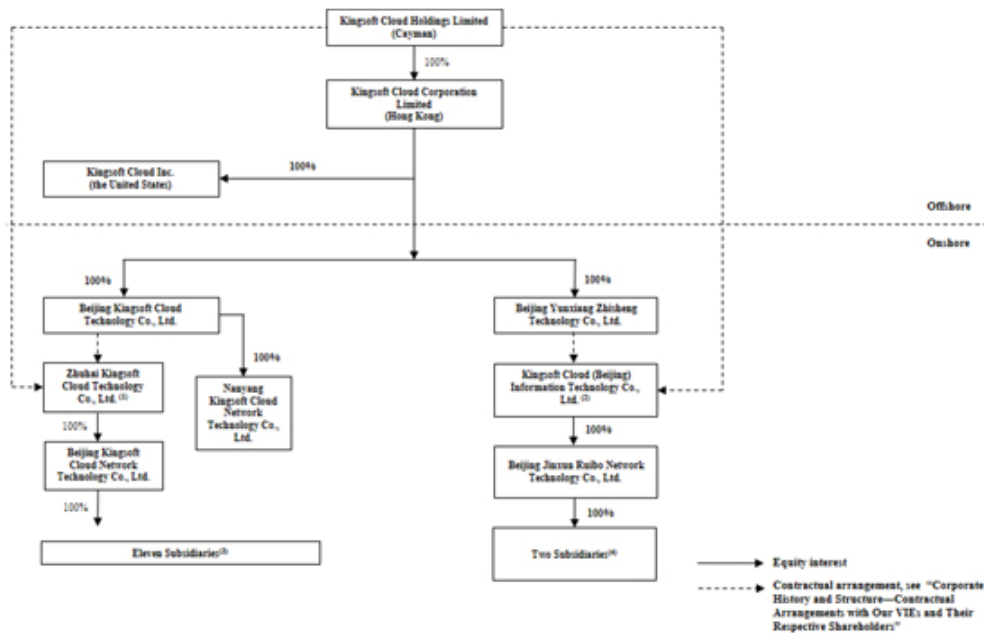 Kingsoft Cloud Holdings Limited
(Cayman)
100%
Kingsoft Cloud Corporation
Limited
(Hong Kong)
100%
Kingsoft Cloud Inc.
(the United States)
Offshore
Onshore
100%
100%
Beijing Kingsoft Cloud
Technology Co., Ltd.
Beijing Yunxiang Zhisheng
Technology Co., Ltd.
100%
Zhuhai Kingsoft
Cloud Technology
Co., Ltd. (1)
Nanyang
Kingsoft Cloud
Network
Technology Co.,
Ltd.
Kingsoft Cloud (Beijing)
Information Technology Co.,
Ltd. (2)
100%
100%
Beijing Kingsoft
Cloud Network
Technology Co., Ltd.
Beijing Jinxun Ruibo Network
Technology Co., Ltd.
100%
100%
Eleven Subsidiaries(3)
Two Subsidiaries(4)
Equity interest
Contractual arrangement, see "Corporate
History and Structure—Contractual
Arrangements with Our VIEs and Their
Respective Shareholders"